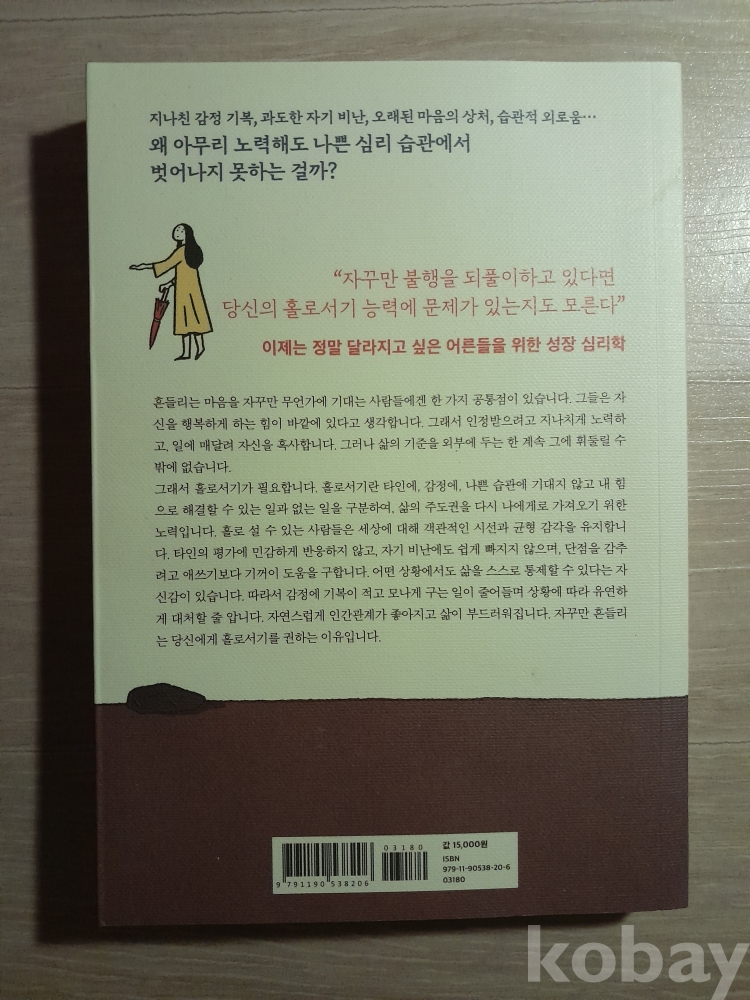 지나친 감정 기복, 과도한 자기 비난, 오래된 마음의 상처, 습관적 외로움…
왜 아무리 노력해도 나쁜 심리 습관에서
벗어나지 못하는 걸까?
“자꾸만 불행을 되풀이하고 있다면
당신의 홀로서기 능력에 문제가 있는지도 모른다”
이제는 정말 달라지고 싶은 어른들을 위한 성장 심리학
흔들리는 마음을 자꾸만 무언가에 기대는 사람들에겐 한 가지 공통점이 있습니다. 그들은 자
신을 행복하게 하는 힘이 바깥에 있다고 생각합니다. 그래서 인정받으려고 지나치게 노력하
고, 일에 매달려 자신을 혹사합니다. 그러나 삶의 기준을 외부에 두는 한 계속 그에 휘둘릴 수
밖에 없습니다.
그래서 홀로서기가 필요합니다. 홀로서기란 타인에, 감정에, 나쁜 습관에 기대지 않고 내 힘
으로 해결할 수 있는 일과 없는 일을 구분하여, 삶의 주도권을 다시 나에게로 가져오기 위한
노력입니다. 홀로 설 수 있는 사람들은 세상에 대해 객관적인 시선과 균형 감각을 유지합니
다. 타인의 평가에 민감하게 반응하지 않고, 자기 비난에도 쉽게 빠지지 않으며, 단점을 감추
려고 애쓰기보다 기꺼이 도움을 구합니다. 어떤 상황에서도 삶을 스스로 통제할 수 있다는 자
신감이 있습니다. 따라서 감정에 기복이 적고 모나게 구는 일이 줄어들며 상황에 따라 유연하
게 대처할 줄 압니다. 자연스럽게 인간관계가 좋아지고 삶이 부드러워집니다. 자꾸만 흔들리
는 당신에게 홀로서기를 권하는 이유입니다.
03180
9 791190 538206
값 15,000원
ISBN
979-11-90538-20-6
03180
kobay